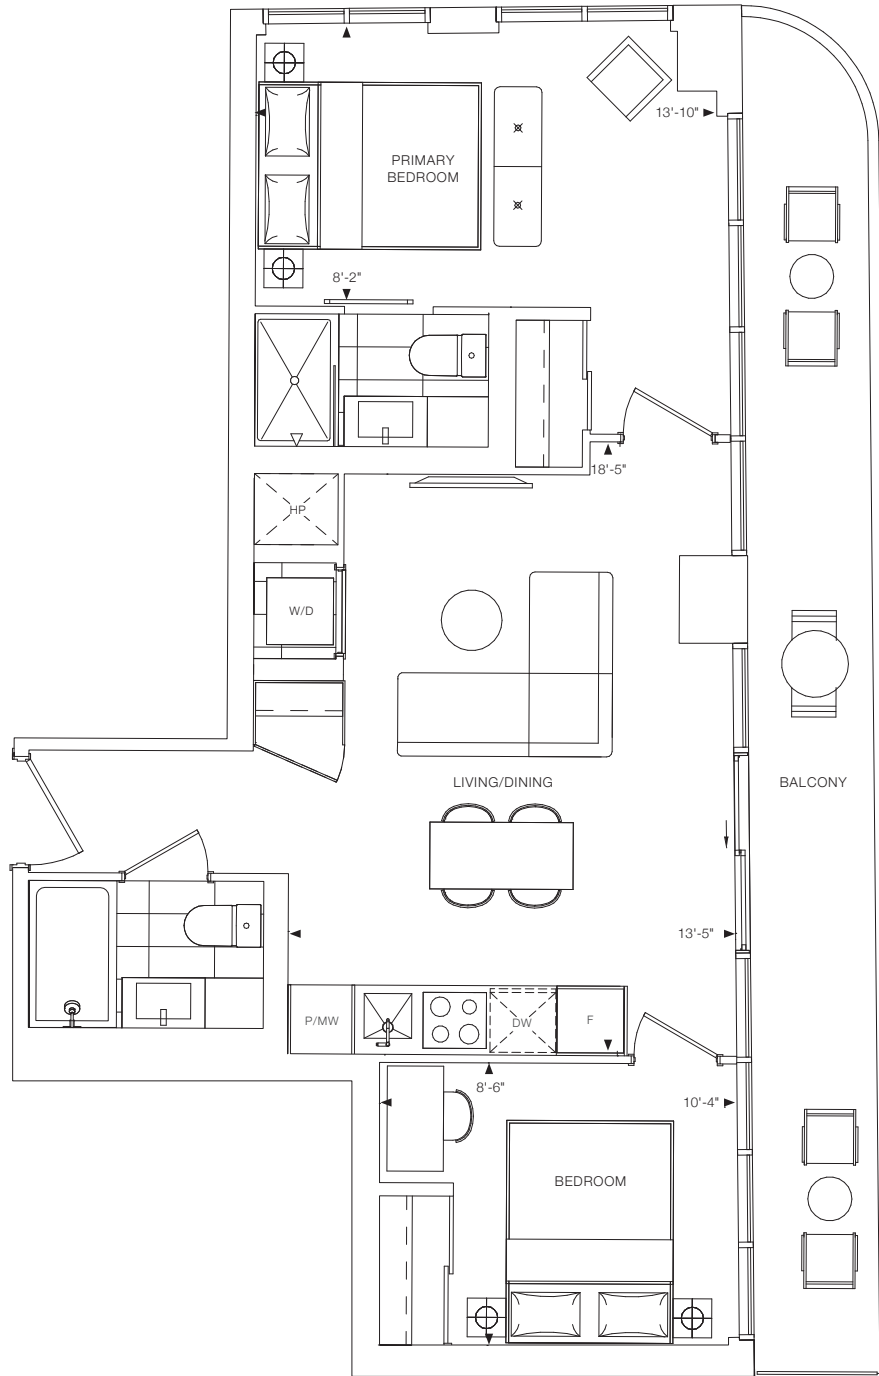 13'-10"
PRIMARY
BEDROOM
8'-2"
18'-5"
HP
W/D
LIVING/DINING
BALCONY
13'-5"
P/MW
DW
F
8'-6"
10'-4"
BEDROOM